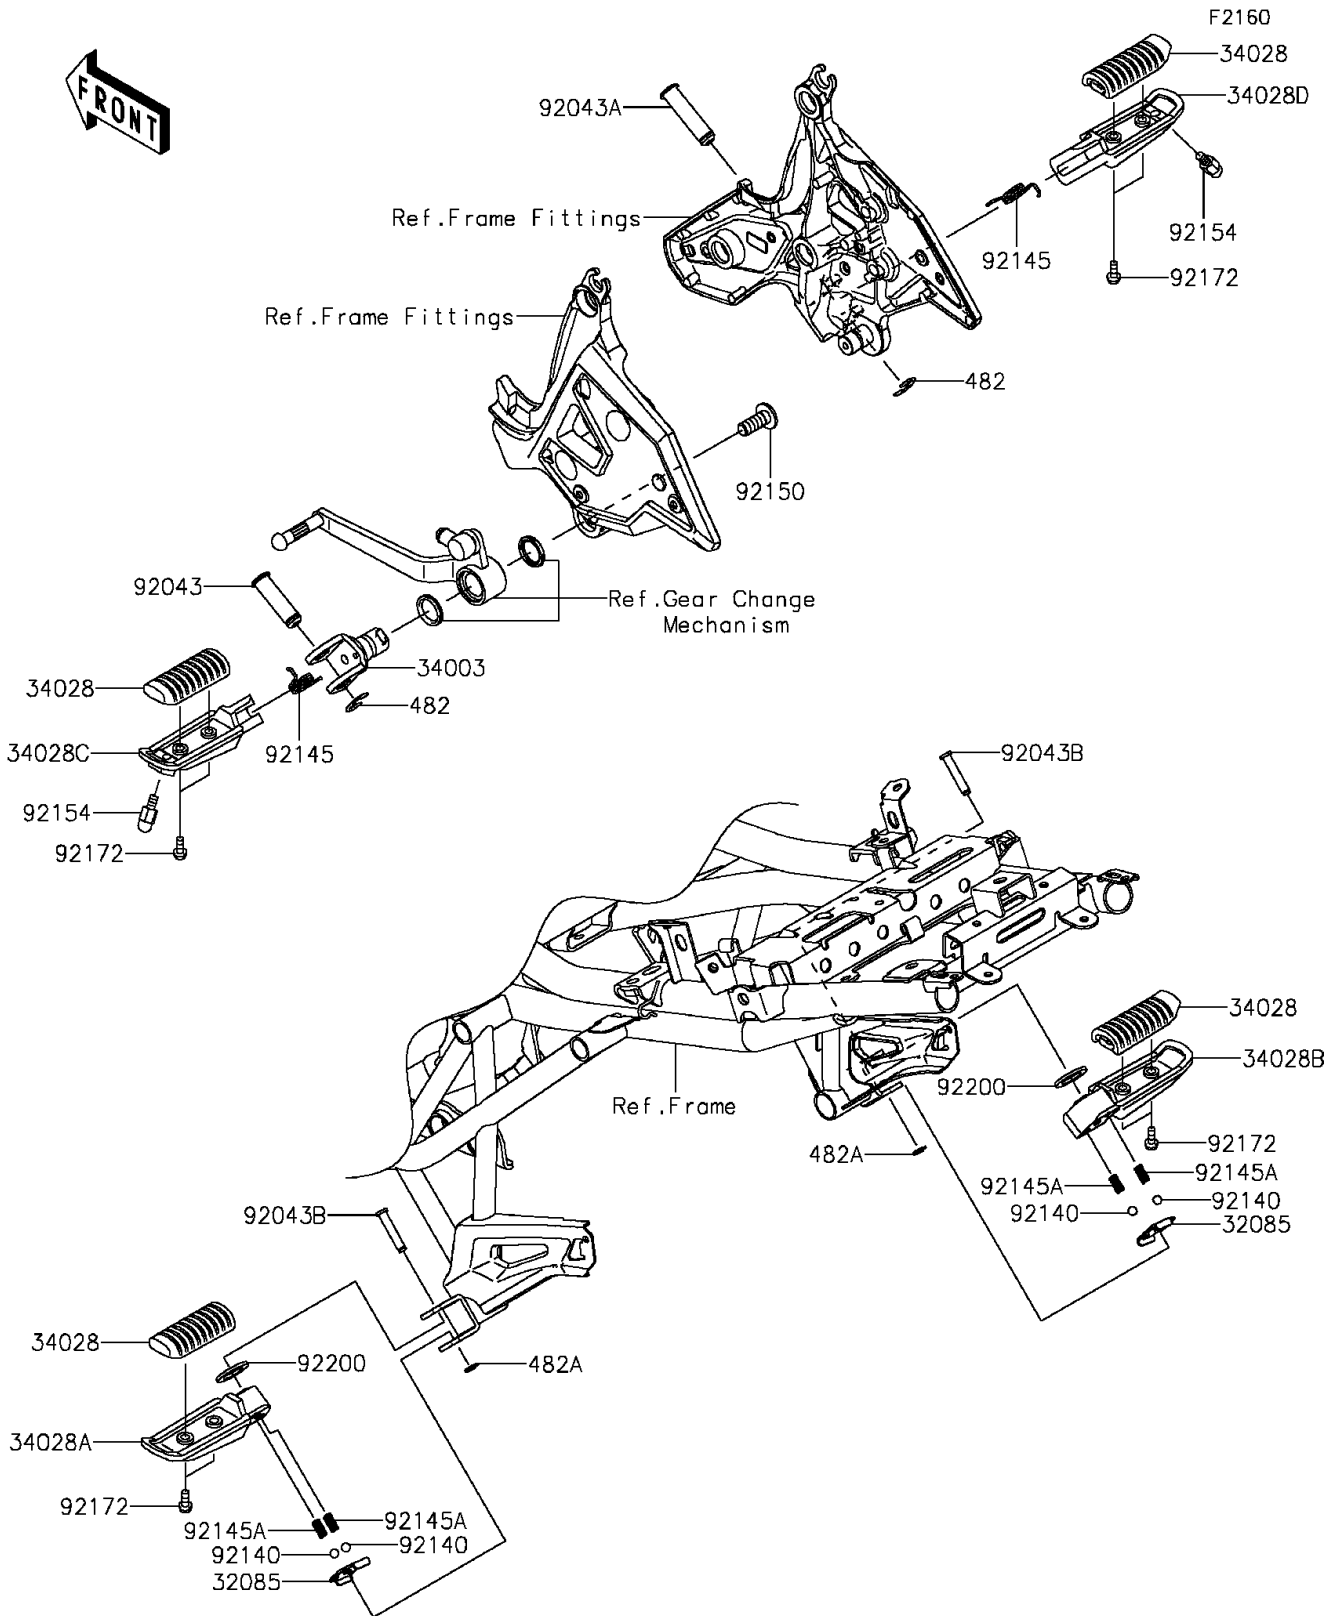 F2160
FRONT
34028
92043A
34028D
Ref.Frame Fittings
92154
92145
92172
Ref.Frame Fittings
482
92150
92043
Ref.Gear Change
Mechanism
34003
34028
482
34028C
92145
92043B
92154
92172
34028
34028B
92200
Ref.Frame
482A
92172
92145A
92145A
92140
92140
32085
92043B
34028
92200
482A
34028A
92172
92145A
92145A
92140
92140
32085